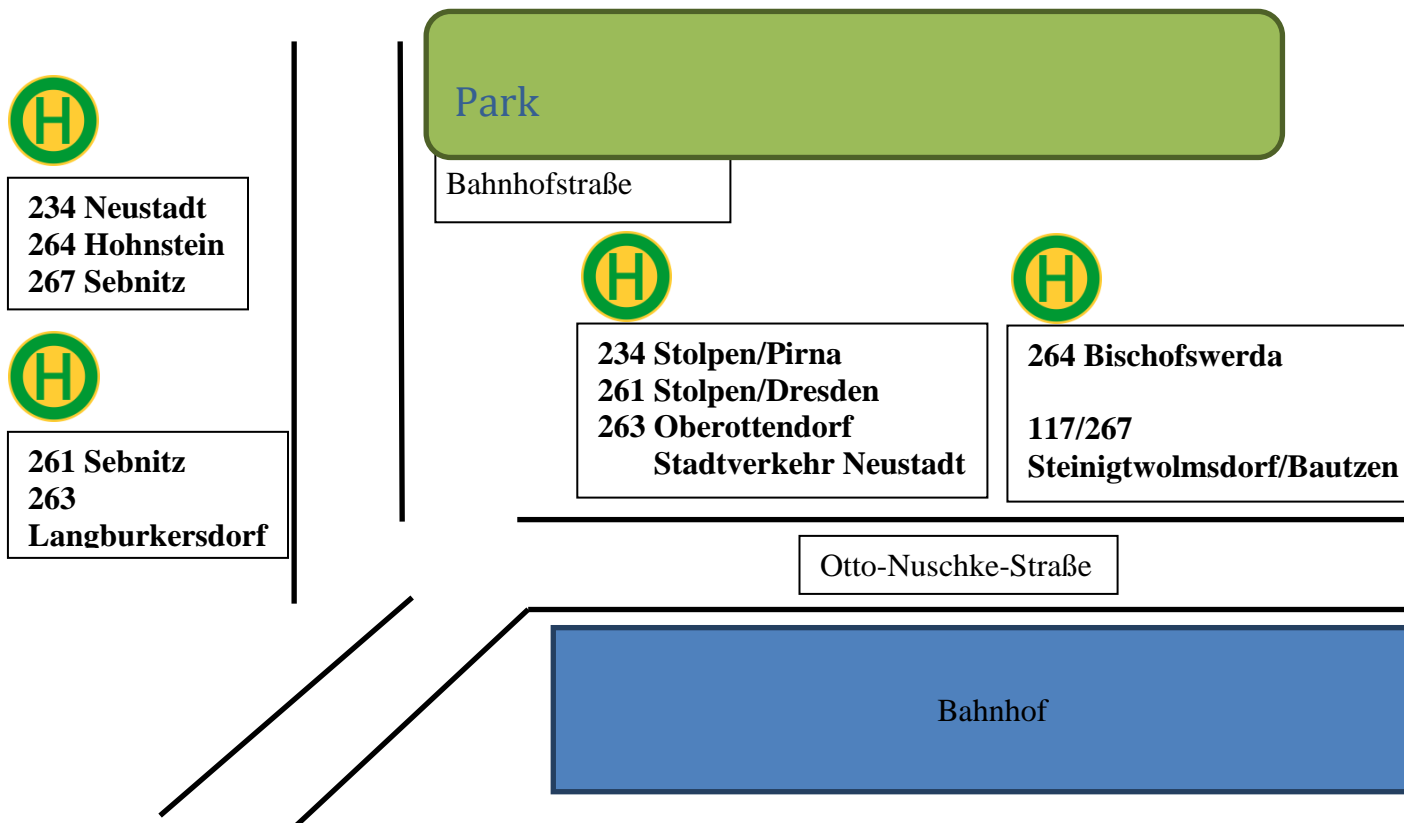 Park
Bahnhofstraße
H
234 Neustadt
264 Hohnstein
267 Sebnitz
H
261 Sebnitz
263
Langburkersdorf
H
234 Stolpen/Pirna
261 Stolpen/Dresden
263 Oberottendorf
Stadtverkehr Neustadt
H
264 Bischofswerda
117/267
Steinigtwolmsdorf/Bautzen
Otto-Nuschke-Straße
Bahnhof